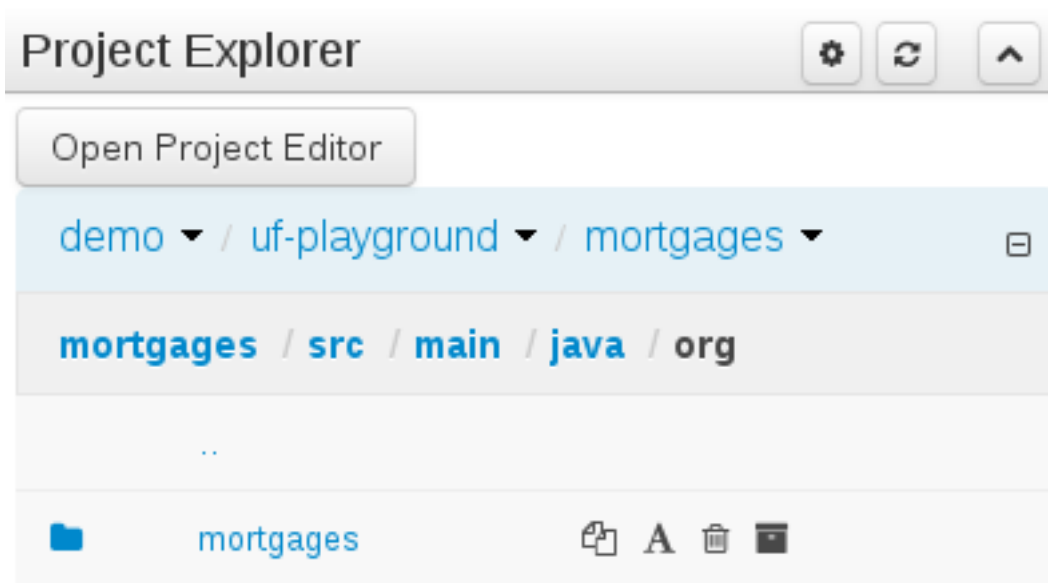 Project Explorer
Open Project Editor
demo / uf-playground / mortgages
mortgages / src / main / java / org
..
mortgages